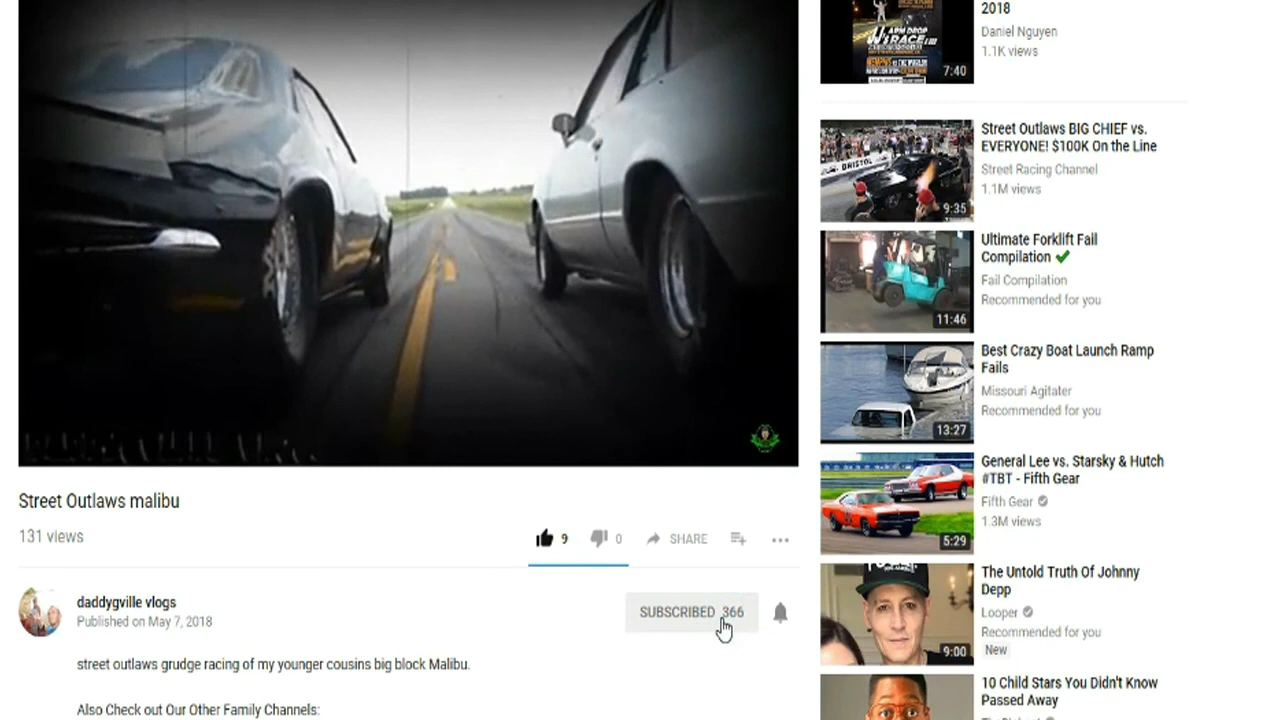 Street Outlaws malibu
131 views
9
0
SHARE
daddygville vlogs
Published on May 7, 2018
SUBSCRIBED 366
street outlaws grudge racing of my younger cousins big block Malibu.
Also Check out Our Other Family Channels:
2018
Daniel Nguyen
1.1K views
ARM DROP
RACE
7:40
Street Outlaws BIG CHIEF vs.
EVERYONE! $100K On the Line
Street Racing Channel
1.1M views
BRISTOL
9:35
Ultimate Forklift Fail
Compilation
Fail Compilation
Recommended for you
11:46
Best Crazy Boat Launch Ramp
Fails
Missouri Agitater
Recommended for you
13:27
General Lee vs. Starsky & Hutch
#TBT - Fifth Gear
Fifth Gear
1.3M views
5:29
The Untold Truth Of Johnny
Depp
Looper
Recommended for you
New
9:00
10 Child Stars You Didn't Know
Passed Away